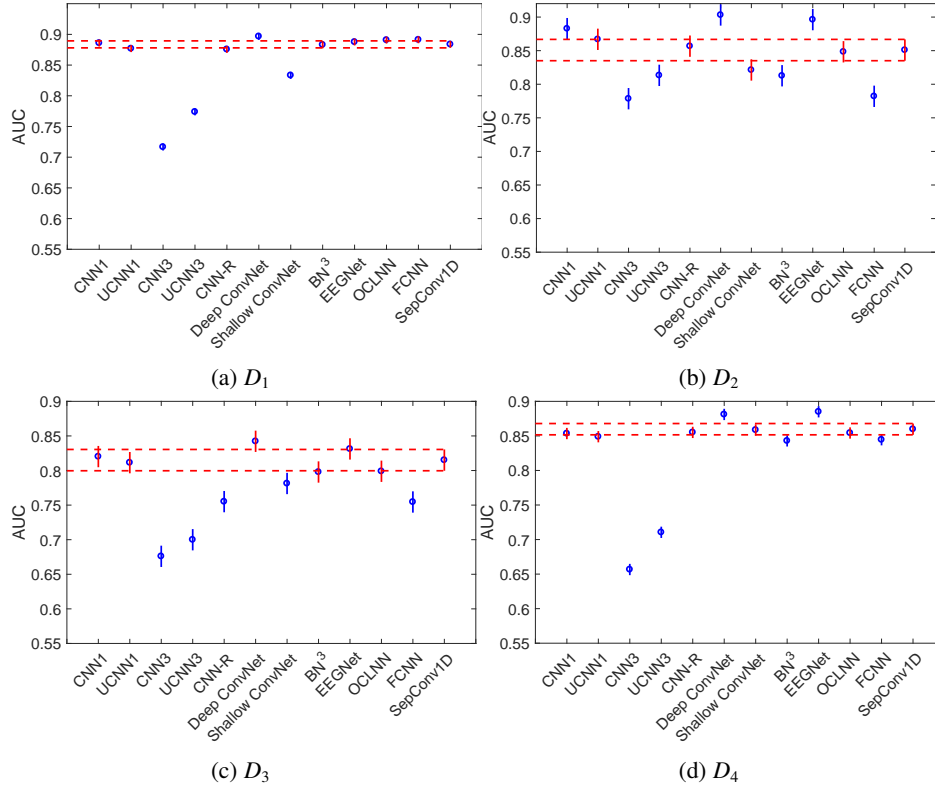 0.9
0.85
0.8
0.75
0.7
0.65
0.6
0.55
AUC
CNN1
UCNN1
CNN3
UCNN3
CNN-R
Deep ConvNet
Shallow ConvNet
BN³
EEGNet
OCLNN
FCNN
SepConv1D
(a) D₁
0.9
0.85
0.8
0.75
0.7
0.65
0.6
0.55
AUC
CNN1
UCNN1
CNN3
UCNN3
CNN-R
Deep ConvNet
Shallow ConvNet
BN³
EEGNet
OCLNN
FCNN
SepConv1D
(b) D₂
0.9
0.85
0.8
0.75
0.7
0.65
0.6
0.55
AUC
CNN1
UCNN1
CNN3
UCNN3
CNN-R
Deep ConvNet
Shallow ConvNet
BN³
EEGNet
OCLNN
FCNN
SepConv1D
(c) D₃
0.9
0.85
0.8
0.75
0.7
0.65
0.6
0.55
AUC
CNN1
UCNN1
CNN3
UCNN3
CNN-R
Deep ConvNet
Shallow ConvNet
BN³
EEGNet
OCLNN
FCNN
SepConv1D
(d) D₄